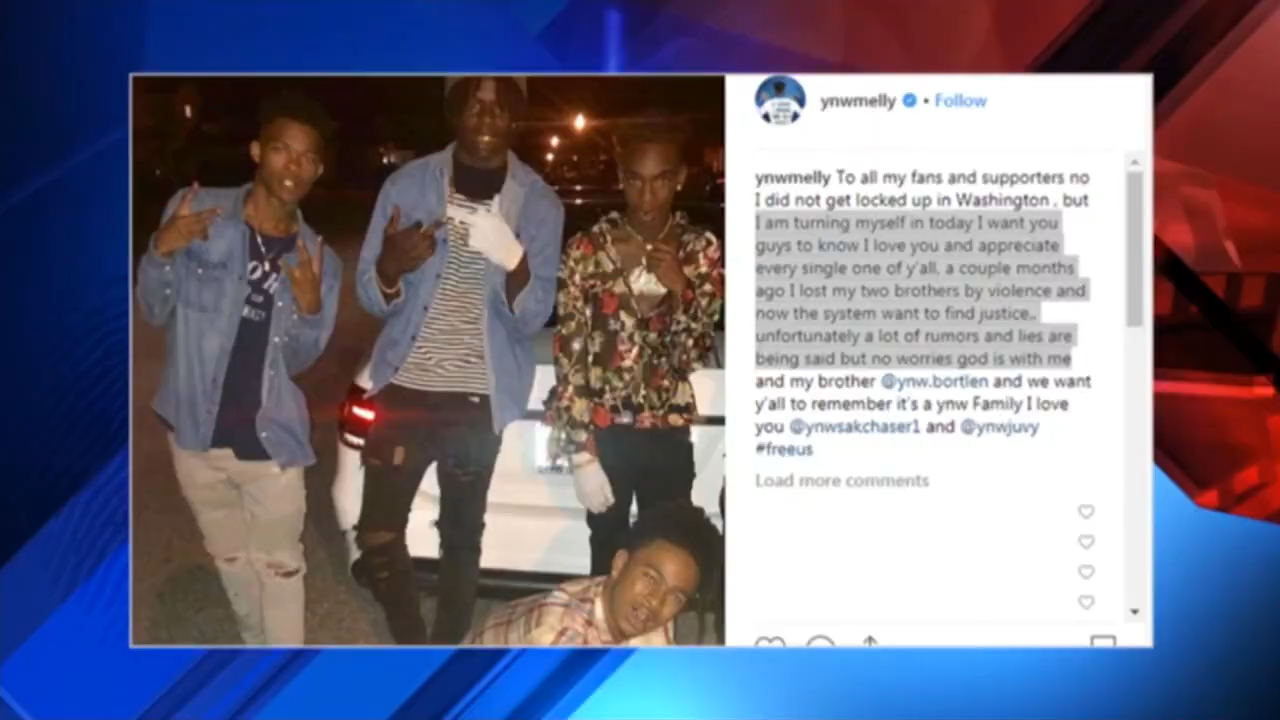 ynwmelly • Follow
ynwmelly To all my fans and supporters no
I did not get locked up in Washington , but
I am turning myself in today I want you
guys to know I love you and appreciate
every single one of y'all. a couple months
ago I lost my two brothers by violence and
now the system want to find justice..
unfortunately a lot of rumors and lies are
being said but no worries god is with me
and my brother @ynw.bortlen and we want
y'all to remember it's a ynw Family I love
you @ynwsakchaser1 and @ynwjuvy
#freeus
Load more comments